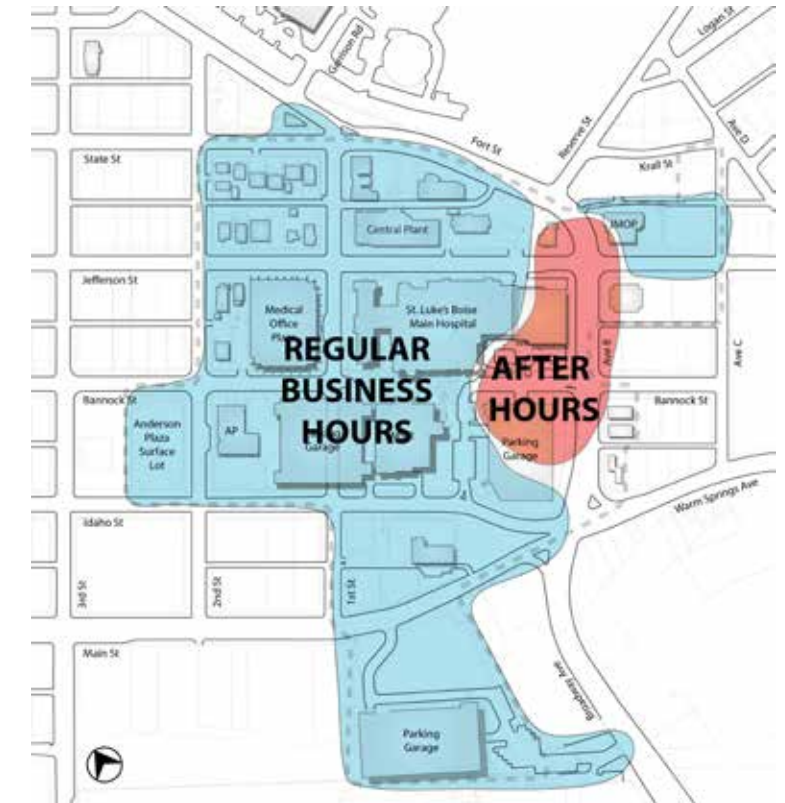 Garrison Rd
Logan St
Fort St
Reserve St
Ave D
State St
Krall St
Central Plant
IMOP
Jefferson St
Medical
Office
St. Luke's Boise
Main Hospital
REGULAR
BUSINESS
HOURS
AFTER
HOURS
Ave B
Ave C
Bannock St
Bannock St
Anderson
Plaza
Surface
Lot
AP
Garage
Parking
Garage
Warm Springs Ave
Idaho St
3rd St
2nd St
1st St
Main St
Broadway Ave
Parking
Garage